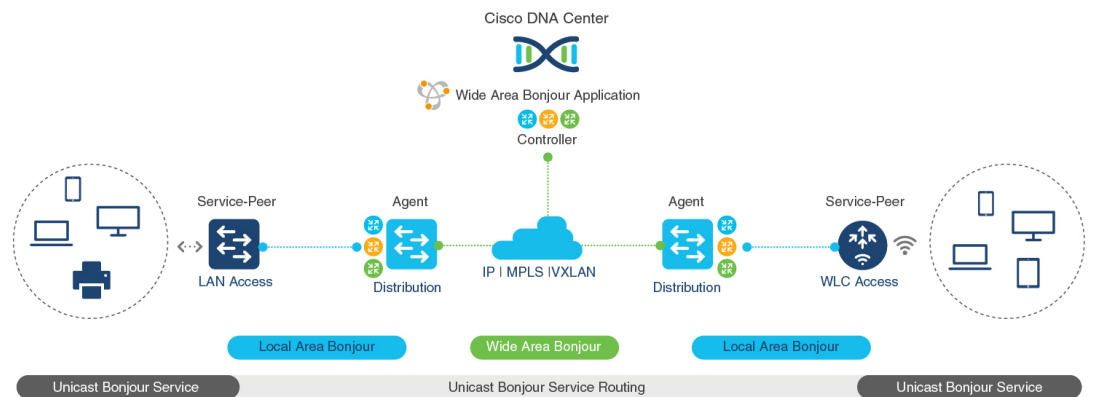 Cisco DNA Center
Wide Area Bonjour Application
Controller
Service-Peer
Agent
Agent
Service-Peer
LAN Access
Distribution
IP | MPLS |VXLAN
Distribution
WLC Access
Local Area Bonjour
Wide Area Bonjour
Local Area Bonjour
Unicast Bonjour Service
Unicast Bonjour Service Routing
Unicast Bonjour Service